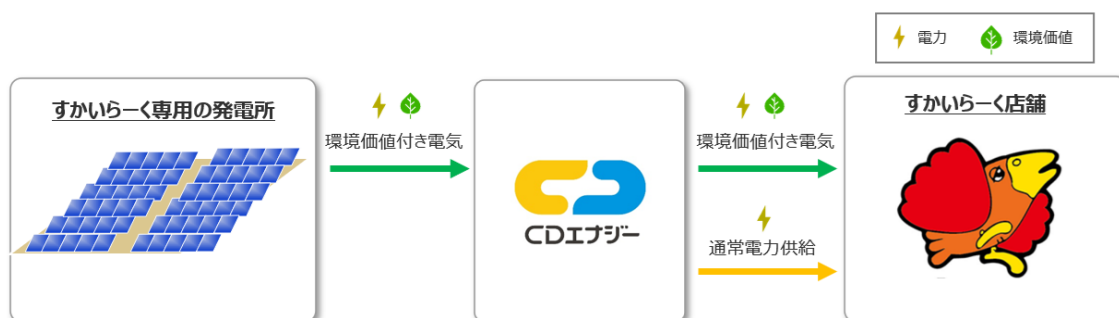 電力
環境価値
すかいらーく専用の発電所
環境価値付き電気
CDエナジー
環境価値付き電気
通常電力供給
すかいらーく店舗